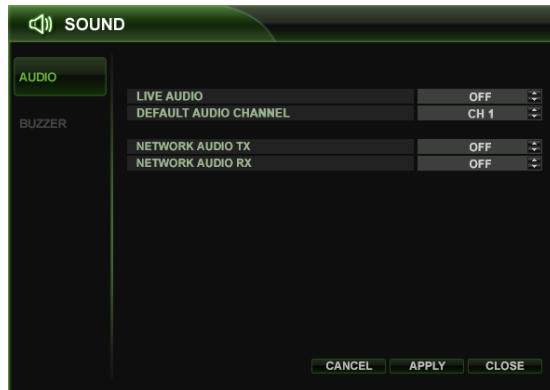 SOUND
AUDIO
BUZZER
LIVE AUDIO OFF
DEFAULT AUDIO CHANNEL CH 1
NETWORK AUDIO TX OFF
NETWORK AUDIO RX OFF
CANCEL APPLY CLOSE